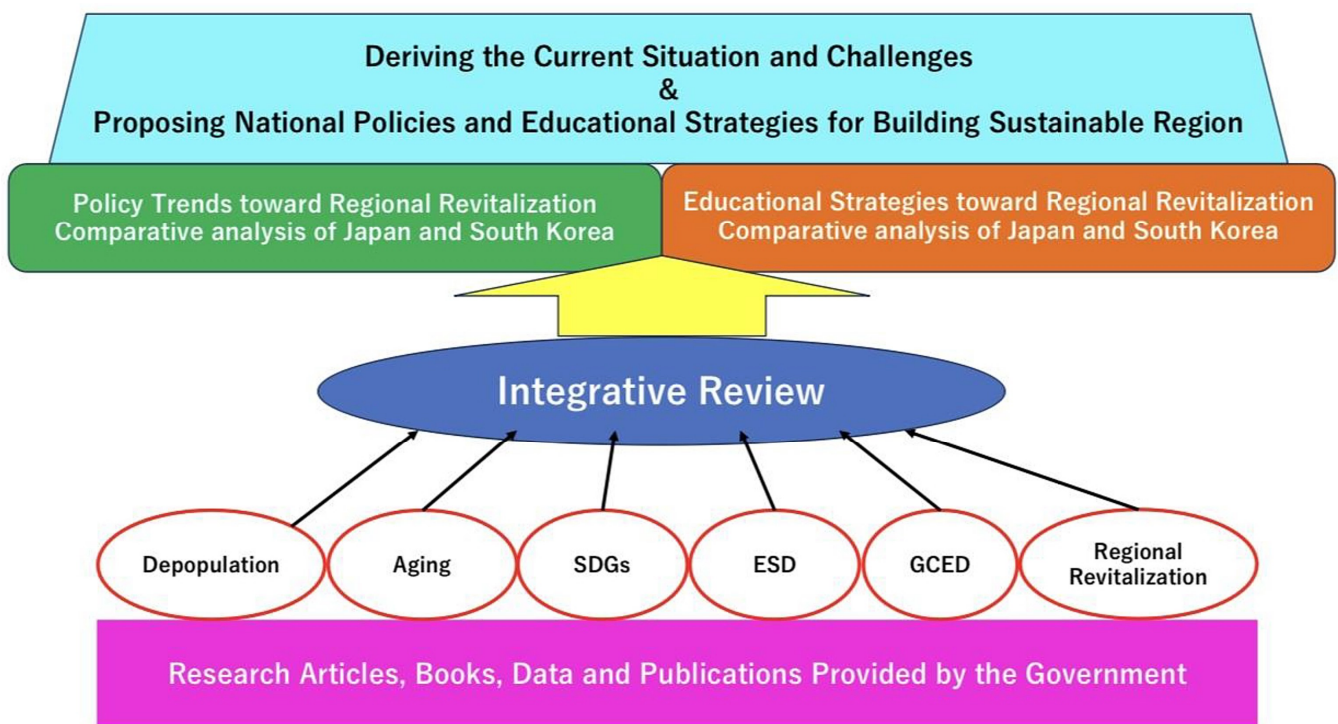 Deriving the Current Situation and Challenges
&
Proposing National Policies and Educational Strategies for Building Sustainable Region
Policy Trends toward Regional Revitalization
Comparative analysis of Japan and South Korea
Educational Strategies toward Regional Revitalization
Comparative analysis of Japan and South Korea
Integrative Review
Depopulation
Aging
SDGs
ESD
GCED
Regional
Revitalization
Research Articles, Books, Data and Publications Provided by the Government